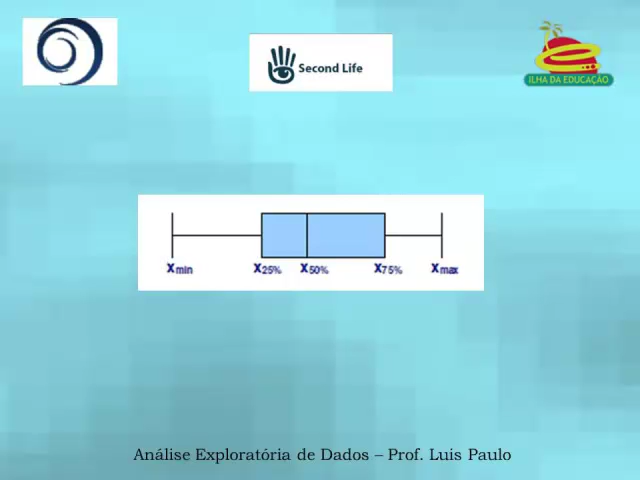 Second Life
ILHA DA EDUCAÇÃO
Xmin X25% X50% X75% Xmax
Análise Exploratória de Dados – Prof. Luis Paulo